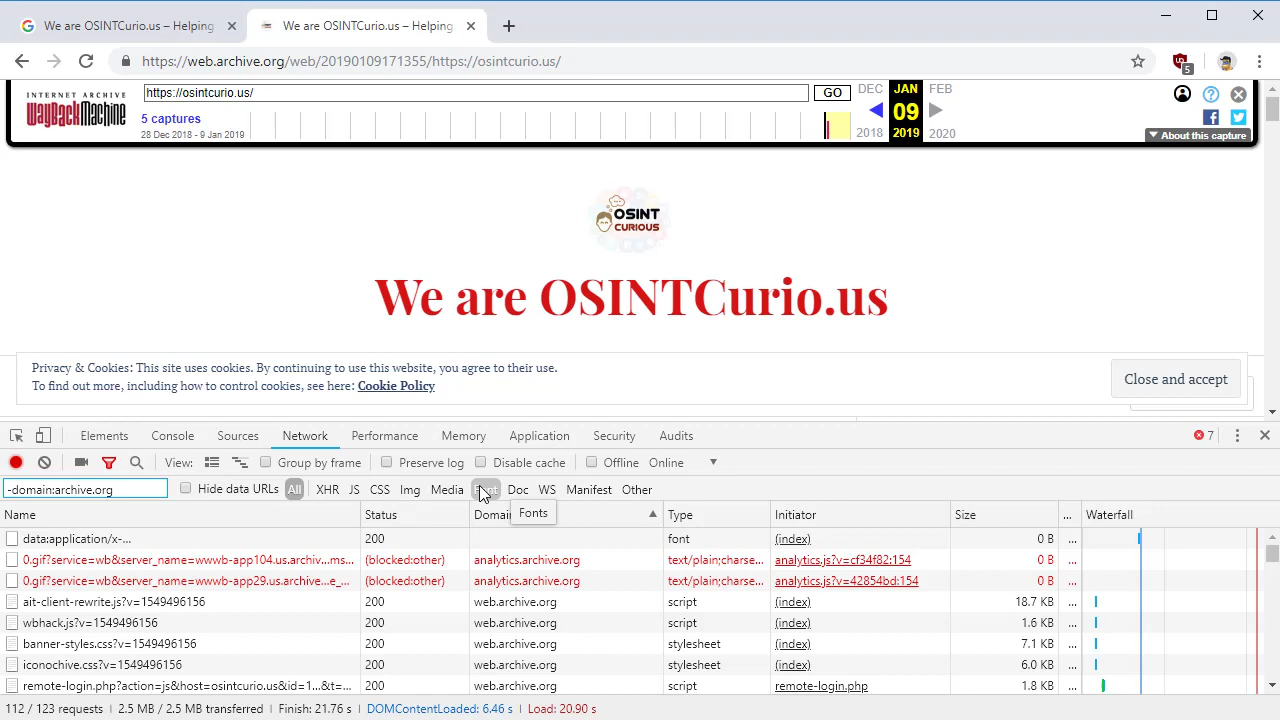 We are OSINTCurio.us – Helping
We are OSINTCurio.us – Helping
https://web.archive.org/web/20190109171355/https://osintcurio.us/
5
INTERNET ARCHIVE
WayBackMachine
https://osintcurio.us/
GO
DEC
JAN
FEB
5 captures
09
28 Dec 2018 - 9 Jan 2019
2018
2019
2020
About this capture
OSINT
CURIOUS
We are OSINTCurio.us
Privacy & Cookies: This site uses cookies. By continuing to use this website, you agree to their use.
To find out more, including how to control cookies, see here: Cookie Policy
Close and accept
Elements Console Sources Network Performance Memory Application Security Audits 7
View: Group by frame Preserve log Disable cache Offline Online
-domain:archive.org Hide data URLs All XHR JS CSS Img Media Font Doc WS Manifest Other
Fonts
Name Status Domai Type Initiator Size ... Waterfall
data:application/x-... 200 font (index) 0 B ...
0.gif?service=wb&server_name=wwwb-app104.us.archiv...ms... (blocked:other) analytics.archive.org text/plain;charse... analytics.js?v=cf34f82:154 0 B ...
0.gif?service=wb&server_name=wwwb-app29.us.archive...e_... (blocked:other) analytics.archive.org text/plain;charse... analytics.js?v=42854bd:154 0 B ...
ait-client-rewrite.js?v=1549496156 200 web.archive.org script (index) 18.7 KB ...
wbhack.js?v=1549496156 200 web.archive.org script (index) 1.6 KB ...
banner-styles.css?v=1549496156 200 web.archive.org stylesheet (index) 7.1 KB ...
iconochive.css?v=1549496156 200 web.archive.org stylesheet (index) 6.0 KB ...
remote-login.php?action=js&host=osintcurio.us&id=1...&t=... 200 web.archive.org script remote-login.php 1.8 KB ...
112 / 123 requests | 2.5 MB / 2.5 MB transferred | Finish: 21.76 s | DOMContentLoaded: 6.46 s | Load: 20.90 s